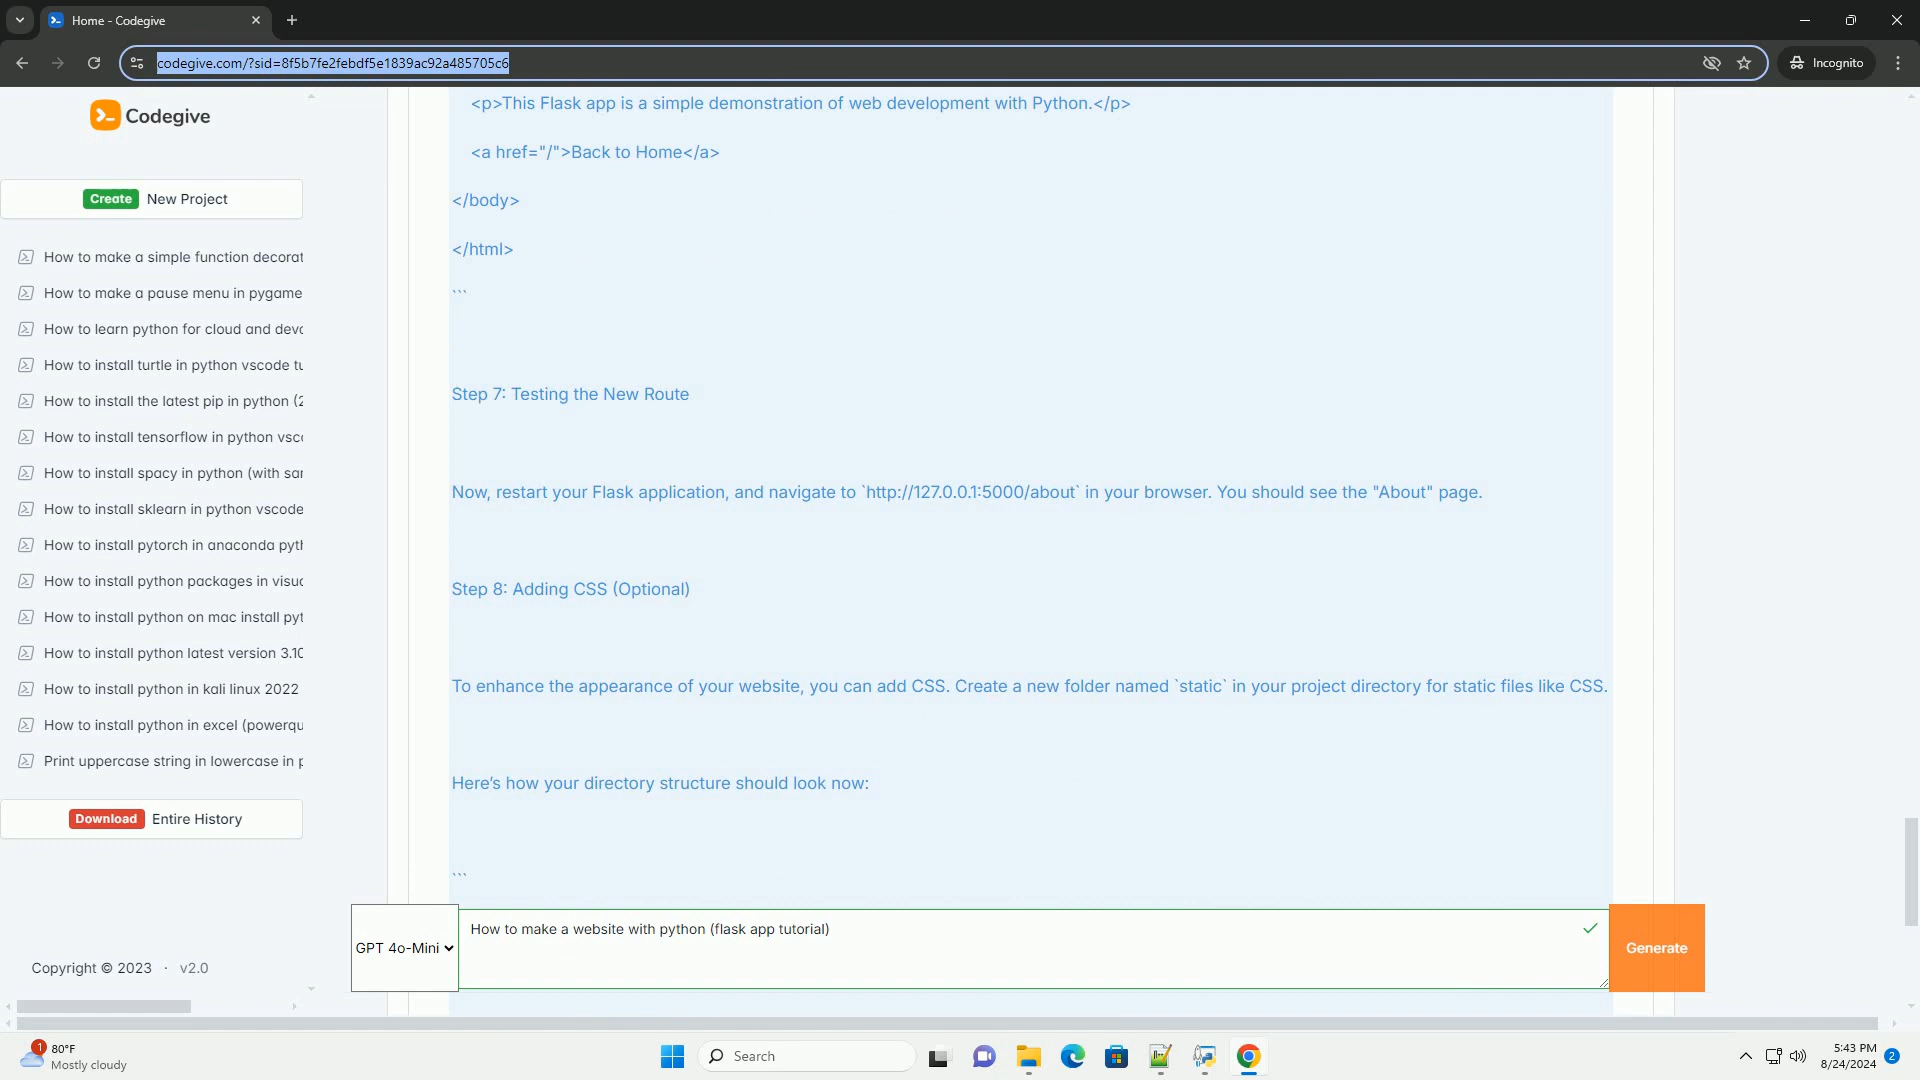 Home - Codegive
codegive.com/?sid=8f5b7fe2febdf5e1839ac92a485705c6
Incognito
Codegive
Create New Project
How to make a simple function decorat
How to make a pause menu in pygame
How to learn python for cloud and devo
How to install turtle in python vscode tu
How to install the latest pip in python (2
How to install tensorflow in python vsco
How to install spacy in python (with sar
How to install sklearn in python vscode
How to install pytorch in anaconda pyth
How to install python packages in visuc
How to install python on mac install pyt
How to install python latest version 3.10
How to install python in kali linux 2022
How to install python in excel (powerqu
Print uppercase string in lowercase in p
Download Entire History
Copyright © 2023 · v2.0
<p>This Flask app is a simple demonstration of web development with Python.</p>
<a href="/">Back to Home</a>
</body>
</html>
```
Step 7: Testing the New Route
Now, restart your Flask application, and navigate to `http://127.0.0.1:5000/about` in your browser. You should see the "About" page.
Step 8: Adding CSS (Optional)
To enhance the appearance of your website, you can add CSS. Create a new folder named `static` in your project directory for static files like CSS.
Here’s how your directory structure should look now:
```
GPT 4o-Mini
How to make a website with python (flask app tutorial)
Generate
1
80°F
Mostly cloudy
Search
5:43 PM
8/24/2024
2